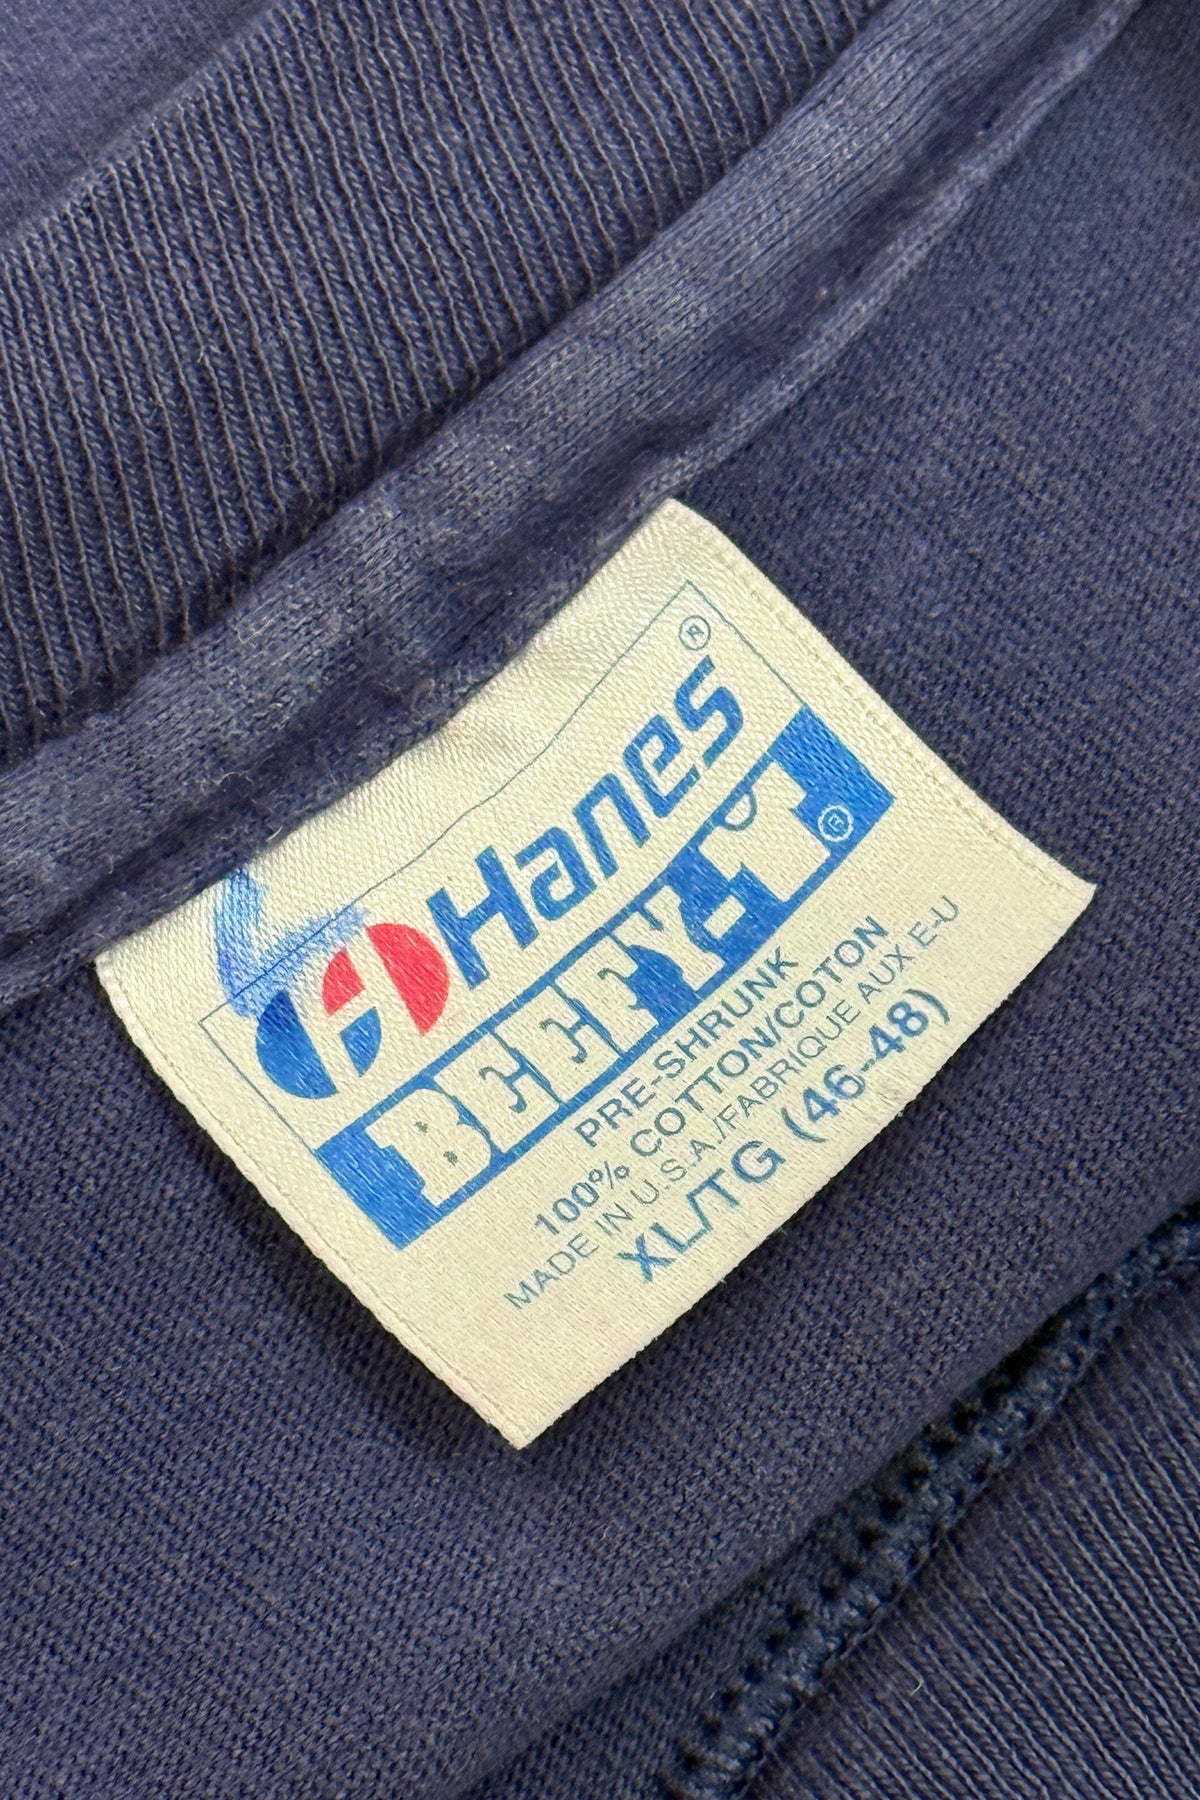 Hanes®
BEEFY-T®
PRE-SHRUNK
100% COTTON/COTON
MADE IN U.S.A./FABRIQUE AUX E-U
XL/TG (46-48)